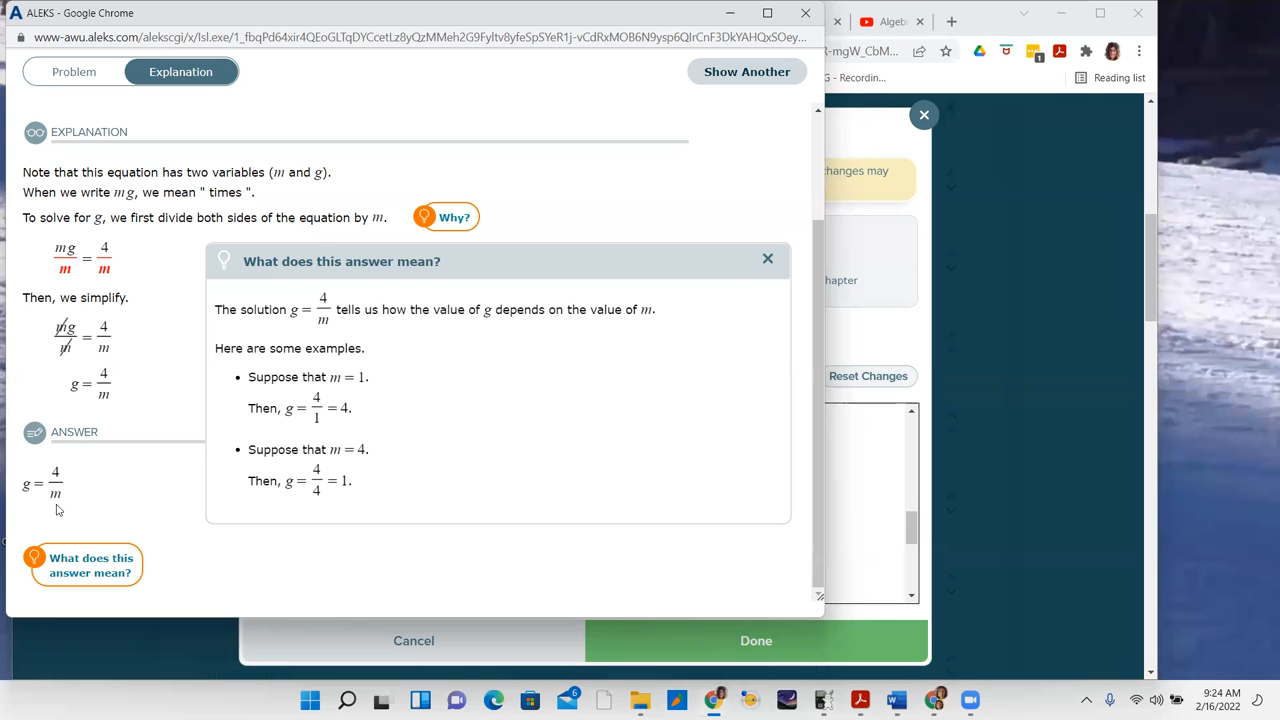 ALEKS - Google Chrome
www-awu.aleks.com/alekscgi/x/Isl.exe/1_fbqPd64xir4QEoGLTqDYCcetLz8yQzMMeh2G9FyItv8yfeSpSYeR1j-vCdRxMOB6N9ysp6QIrCnF3DkYAHQxSOey...
Problem
Explanation
Show Another
EXPLANATION
Note that this equation has two variables (m and g).
When we write mg, we mean " times ".
To solve for g, we first divide both sides of the equation by m.
Why?
mg/m = 4/m
Then, we simplify.
mg/m = 4/m
g = 4/m
ANSWER
g = 4/m
What does this
answer mean?
What does this answer mean?
The solution g = 4/m tells us how the value of g depends on the value of m.
Here are some examples.
• Suppose that m = 1.
Then, g = 4/1 = 4.
• Suppose that m = 4.
Then, g = 4/4 = 1.
Algeb
R-mgW_CbM...
1
G - Recordin...
Reading list
hanges may
hapter
Reset Changes
Cancel
Done
6
9:24 AM
2/16/2022